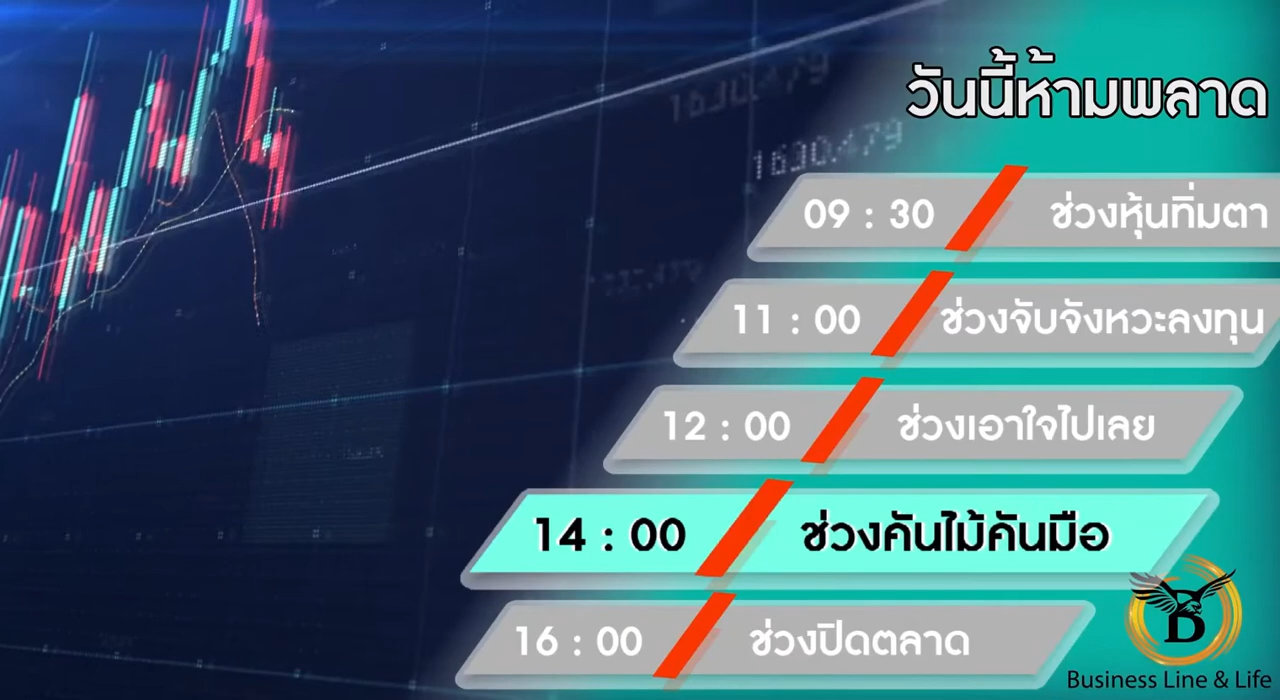 วันนี้ห้ามพลาด
1630.479
1630.479
09 : 30 ช่วงหุ้นทิ่มตา
11 : 00 ช่วงจับจังหวะลงทุน
12 : 00 ช่วงเอาใจไปเลย
14 : 00 ช่วงคันไม้คันมือ
16 : 00 ช่วงปิดตลาด
B
Business Line & Life